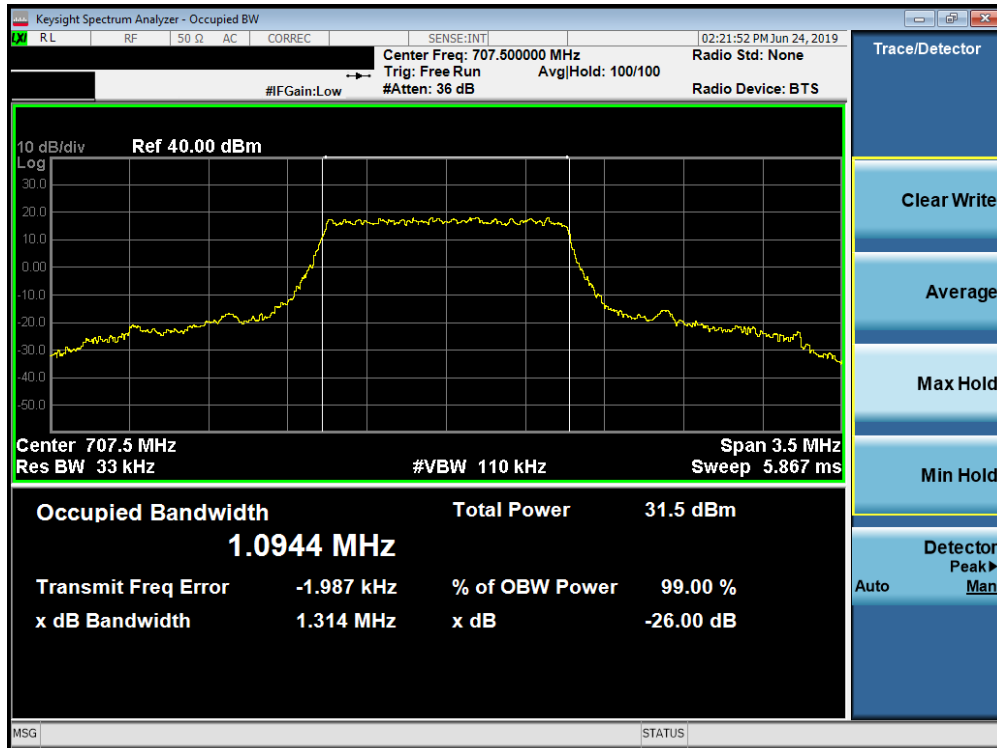 Keysight Spectrum Analyzer - Occupied BW
LXI RL RF 50 Ω AC CORREC SENSE:INT 02:21:52 PM Jun 24, 2019
Center Freq: 707.500000 MHz Radio Std: None
Trig: Free Run Avg|Hold: 100/100
#IFGain:Low #Atten: 36 dB Radio Device: BTS
Trace/Detector
10 dB/div Ref 40.00 dBm
Log
30.0
20.0
10.0
0.00
-10.0
-20.0
-30.0
-40.0
-50.0
Center 707.5 MHz Span 3.5 MHz
Res BW 33 kHz #VBW 110 kHz Sweep 5.867 ms
Occupied Bandwidth Total Power 31.5 dBm
1.0944 MHz
Transmit Freq Error -1.987 kHz % of OBW Power 99.00 %
x dB Bandwidth 1.314 MHz x dB -26.00 dB
Clear Write
Average
Max Hold
Min Hold
Detector
Peak▶
Auto Man
MSG STATUS